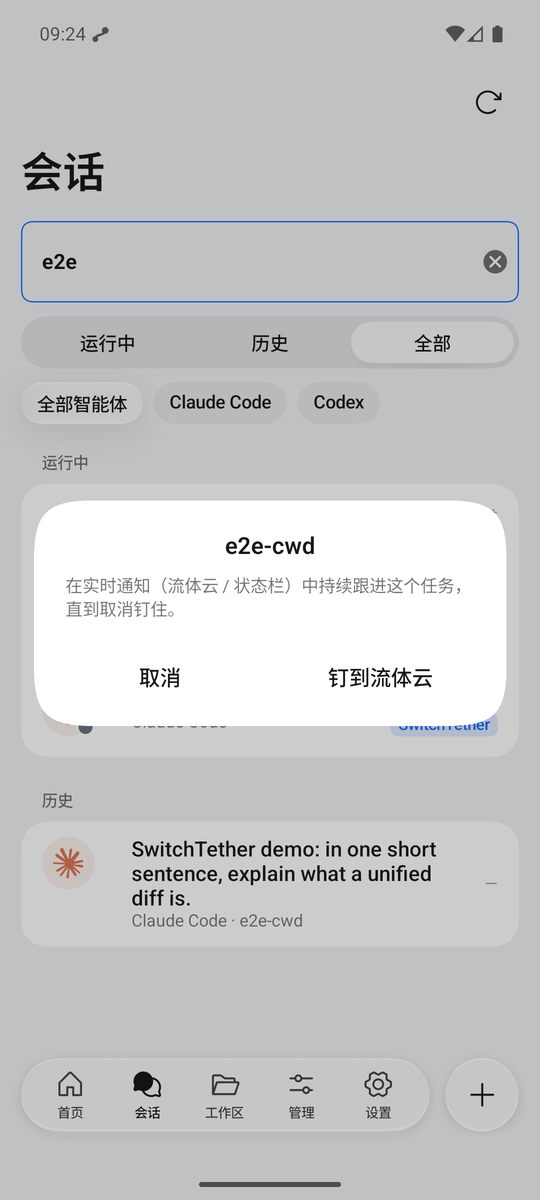 09:24
会话
e2e
运行中
历史
全部
全部智能体
Claude Code
Codex
运行中
e2e-cwd
在实时通知（流体云 / 状态栏）中持续跟进这个任务，
直到取消钉住。
取消
钉到流体云
Claude Code
SwitchTether
历史
SwitchTether demo: in one short
sentence, explain what a unified
diff is.
Claude Code · e2e-cwd
首页
会话
工作区
管理
设置